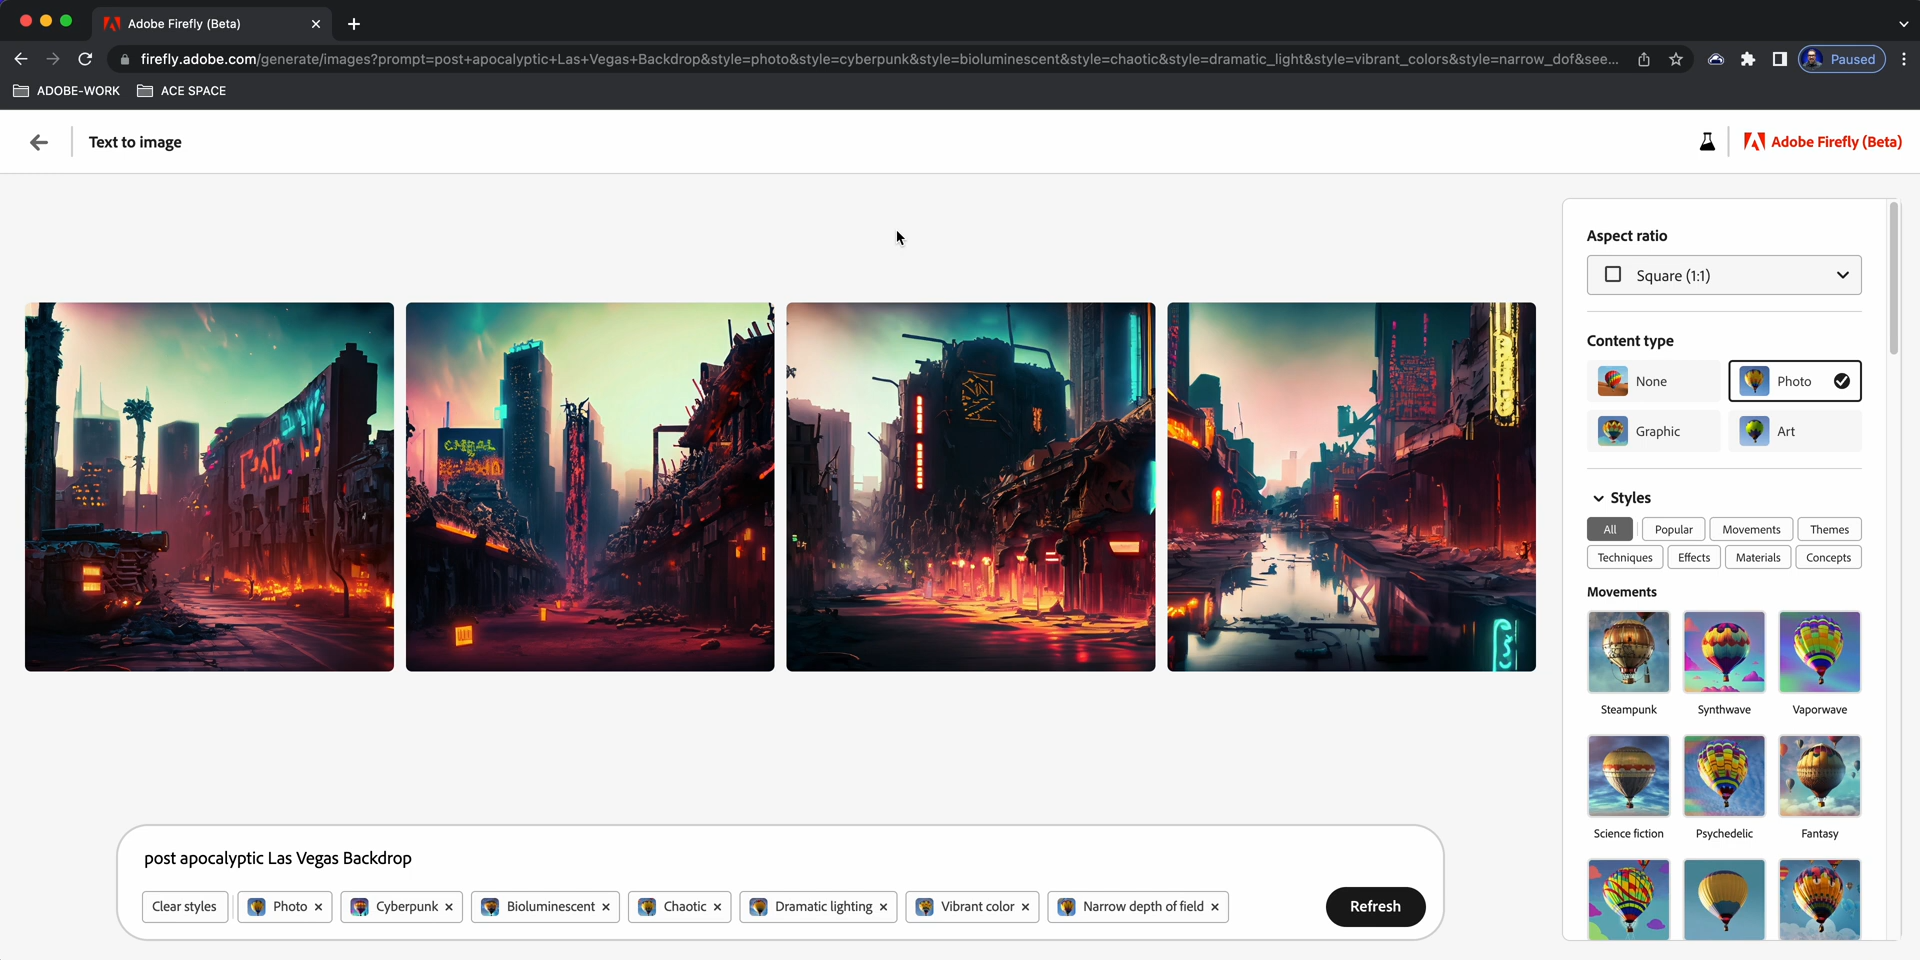 Adobe Firefly (Beta)
firefly.adobe.com/generate/images?prompt=post+apocalyptic+Las+Vegas+Backdrop&style=photo&style=cyberpunk&style=bioluminescent&style=chaotic&style=dramatic_light&style=vibrant_colors&style=narrow_dof&see...
Paused
ADOBE-WORK
ACE SPACE
Text to image
Adobe Firefly (Beta)
Aspect ratio
Square (1:1)
Content type
None
Photo
Graphic
Art
Styles
All
Popular
Movements
Themes
Techniques
Effects
Materials
Concepts
Movements
Steampunk
Synthwave
Vaporwave
Science fiction
Psychedelic
Fantasy
post apocalyptic Las Vegas Backdrop
Clear styles
Photo
Cyberpunk
Bioluminescent
Chaotic
Dramatic lighting
Vibrant color
Narrow depth of field
Refresh